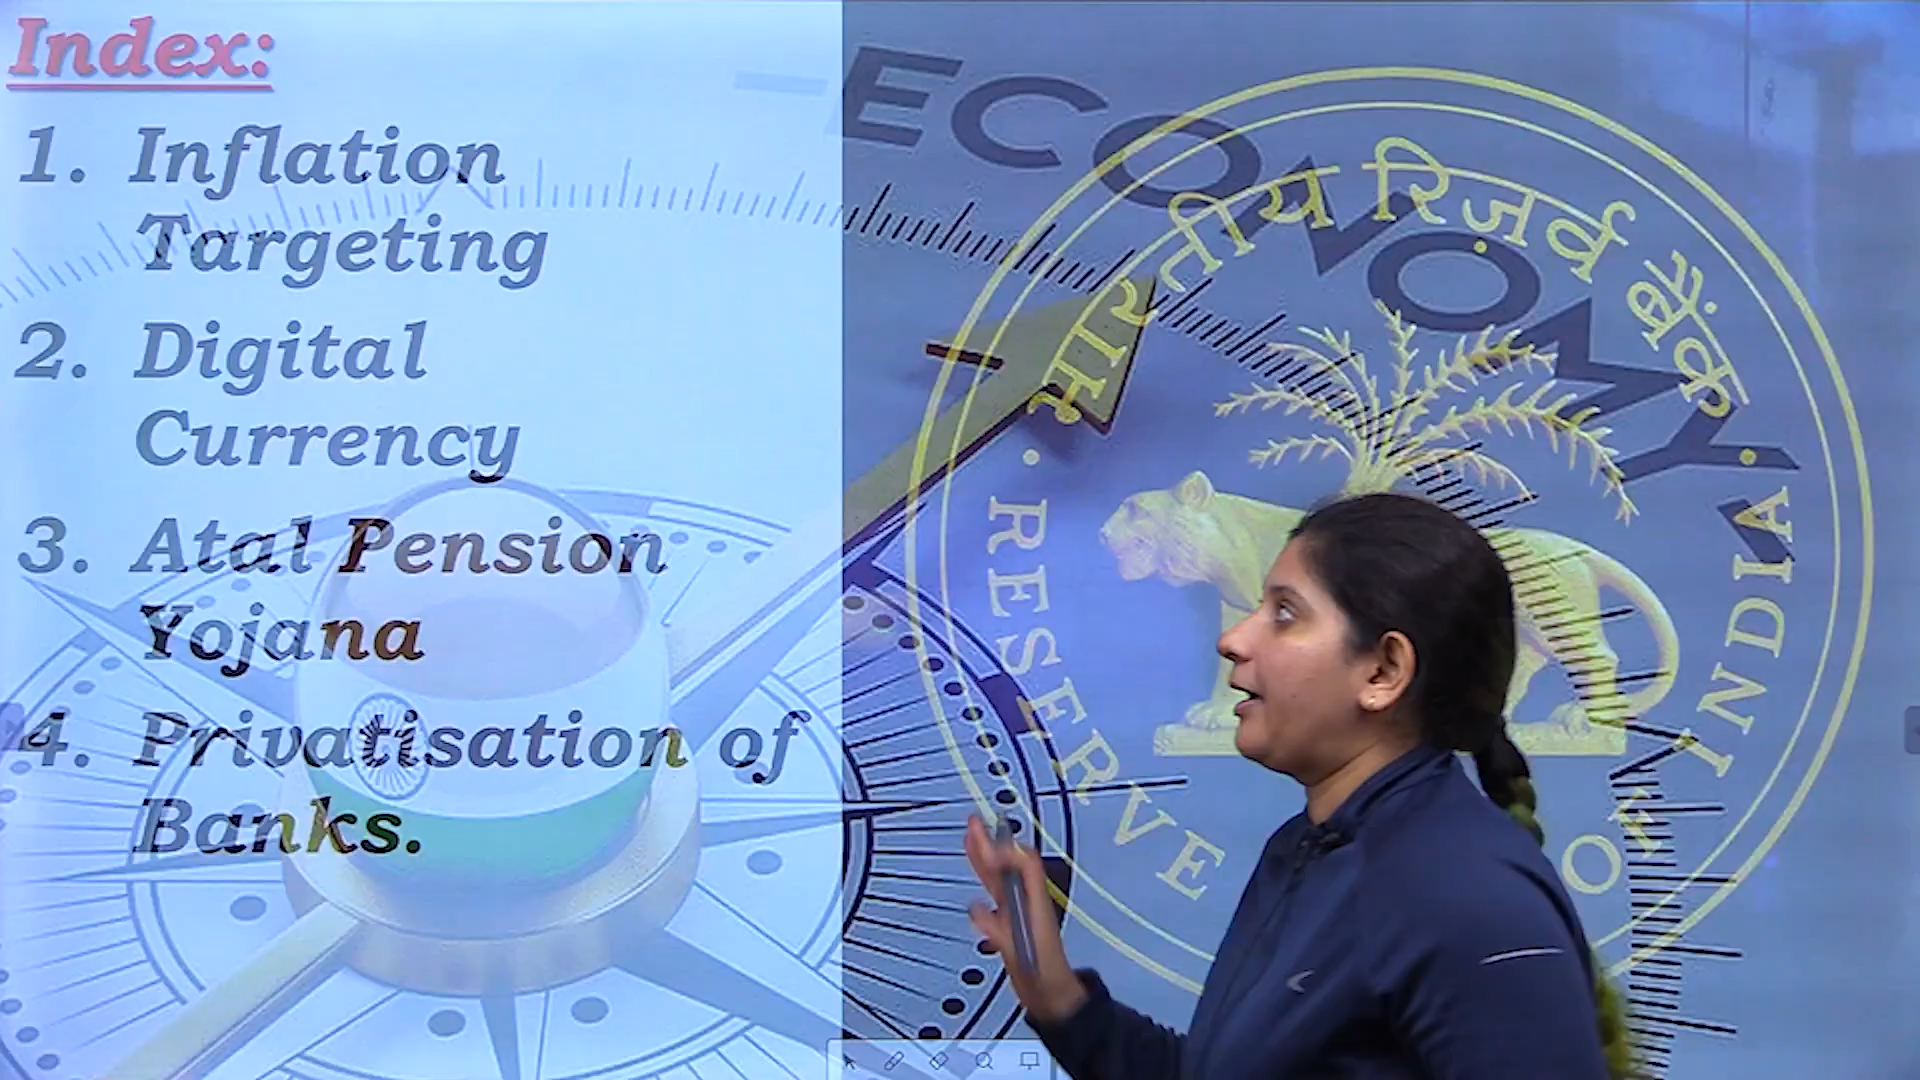 Index:
1. Inflation
Targeting
2. Digital
Currency
3. Atal Pension
Yojana
4. Privatisation of
Banks.
ECONOMY
भारतीय रिज़र्व बैंक
RESERVE
OF INDIA